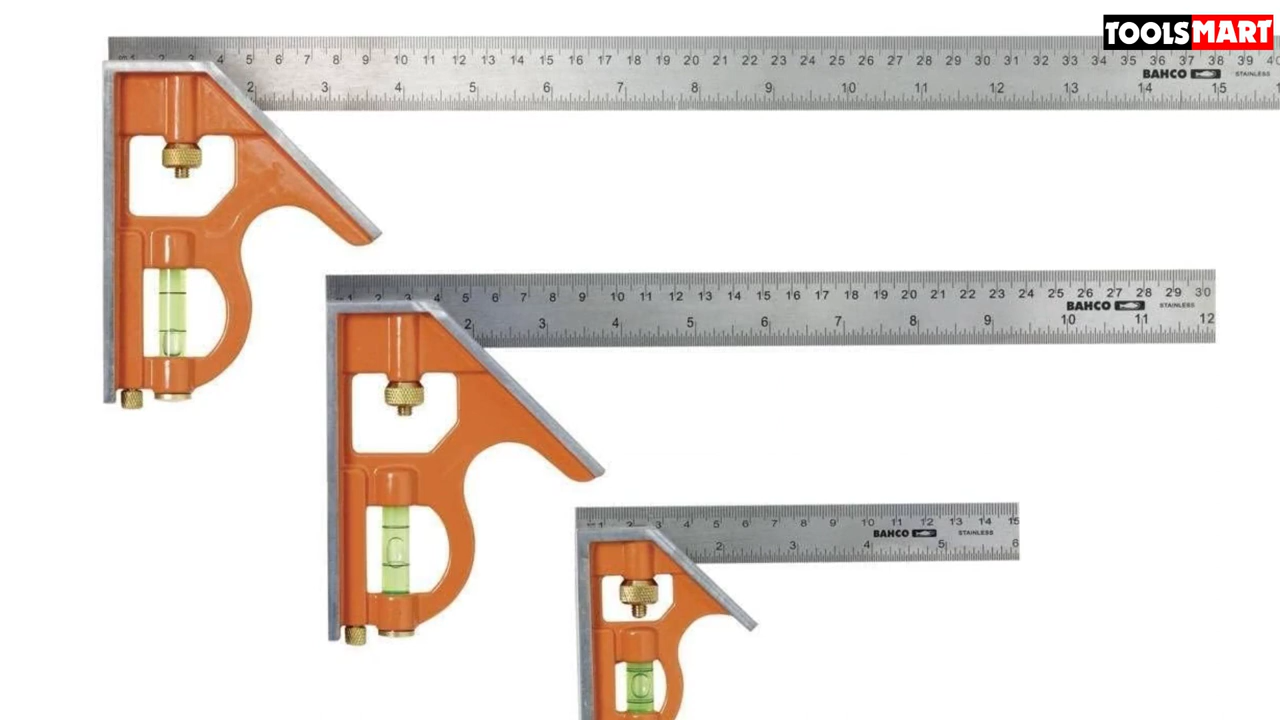 TOOLSMART
cm 1 2 3 4 5 6 7 8 9 10 11 12 13 14 15 16 17 18 19 20 21 22 23 24 25 26 27 28 29 30 31 32 33 34 35 36 37 38 39 40
BAHCO STAINLESS
2 3 4 5 6 7 8 9 10 11 12 13 14 15
1 2 3 4 5 6 7 8 9 10 11 12 13 14 15 16 17 18 19 20 21 22 23 24 25 26 27 28 29 30
BAHCO STAINLESS
2 3 4 5 6 7 8 9 10 11 12
1 2 3 4 5 6 7 8 9 10 11 12 13 14 15
BAHCO STAINLESS
2 3 4 5 6